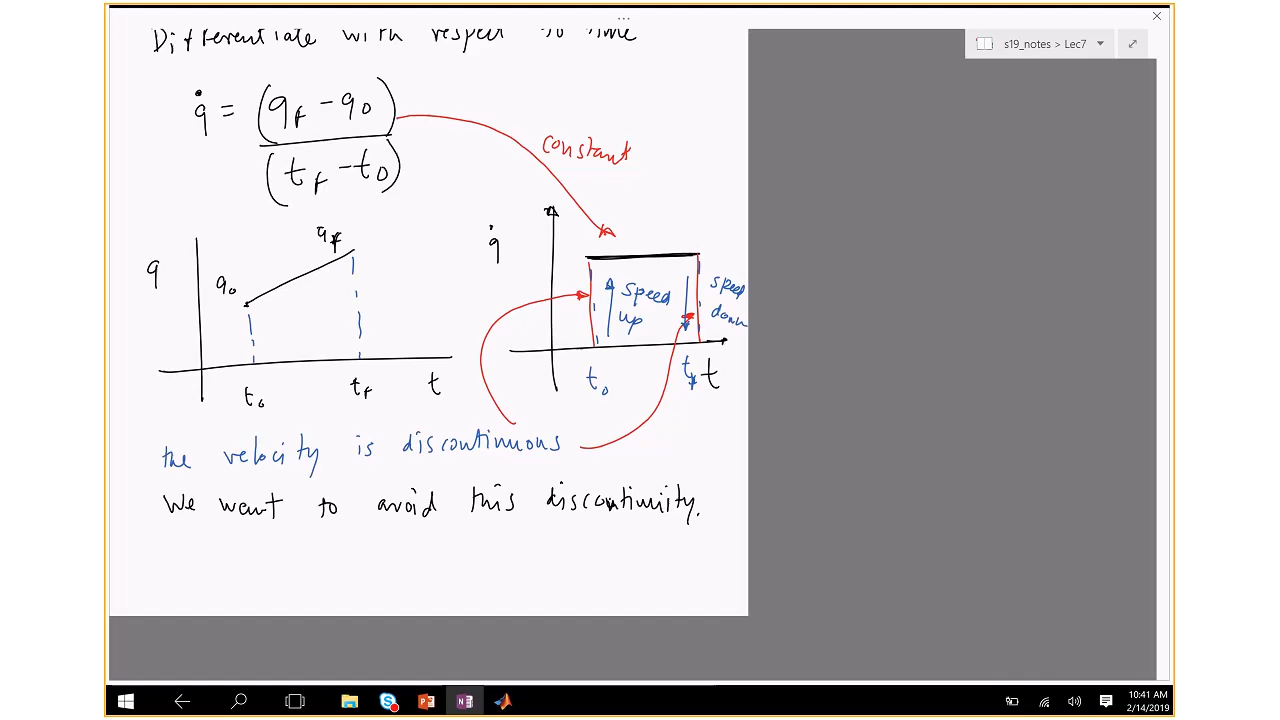 s19_notes > Lec7
Differentiate with respect to time
q̇ = (qf - q0) / (tf - t0)
constant
q
q0
qf
t0
tf
t
q̇
speed
up
speed
down
t0
tf
t
the velocity is discontinuous
We want to avoid this discontinuity.
10:41 AM
2/14/2019